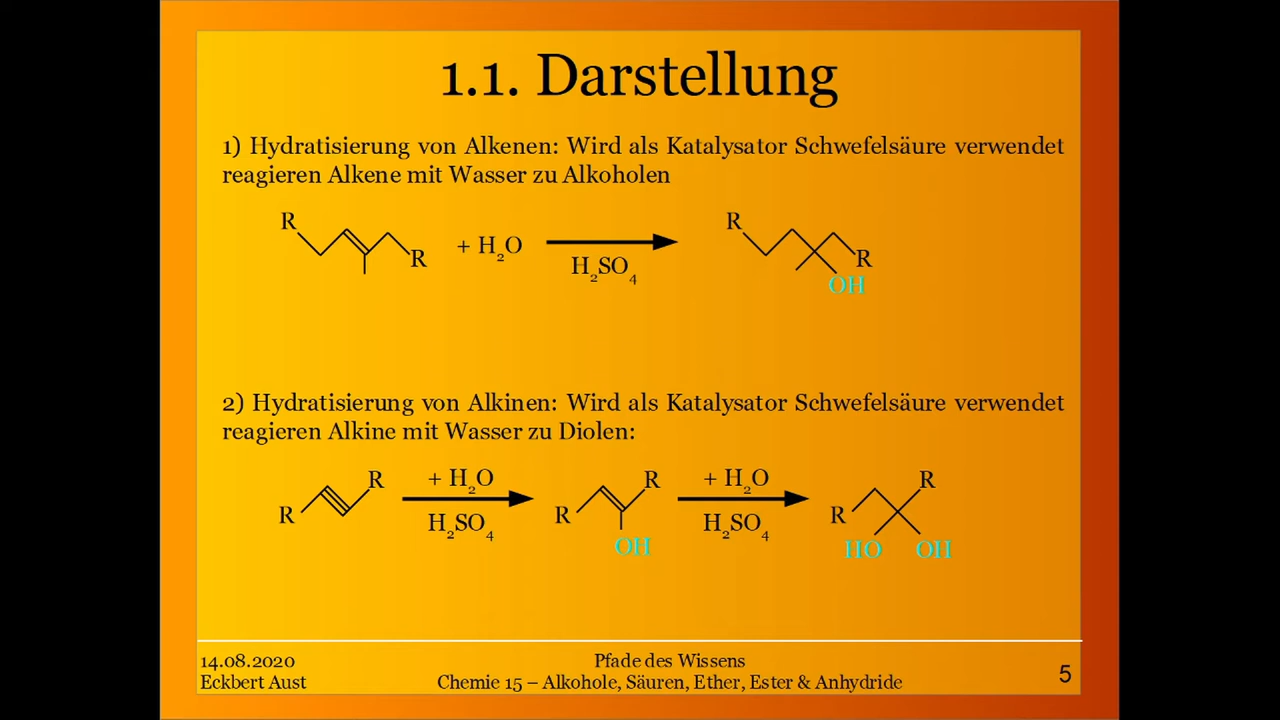 1.1. Darstellung
1) Hydratisierung von Alkenen: Wird als Katalysator Schwefelsäure verwendet
reagieren Alkene mit Wasser zu Alkoholen
R R + H₂O H₂SO₄ R R OH
2) Hydratisierung von Alkinen: Wird als Katalysator Schwefelsäure verwendet
reagieren Alkine mit Wasser zu Diolen:
R R + H₂O H₂SO₄ R R OH + H₂O H₂SO₄ R R HO OH
14.08.2020
Eckbert Aust
Pfade des Wissens
Chemie 15 – Alkohole, Säuren, Ether, Ester & Anhydride
5